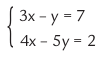 3x – y = 7
4x – 5y = 2